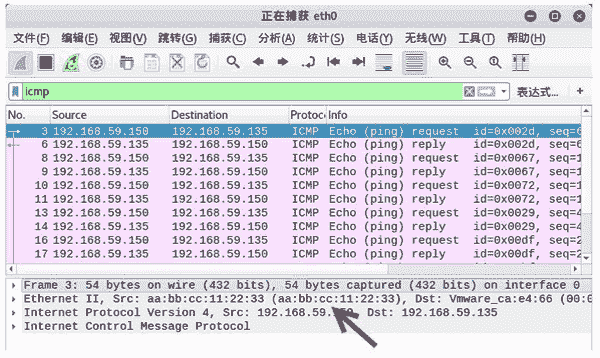 正在捕获 eth0
文件(F) 编辑(E) 视图(V) 跳转(G) 捕获(C) 分析(A) 统计(S) 电话(Y) 无线(W) 工具(T) 帮助(H)
icmp 表达式… +
No. Source Destination Protoco Info
3 192.168.59.150 192.168.59.135 ICMP Echo (ping) request id=0x002d, seq=6
6 192.168.59.135 192.168.59.150 ICMP Echo (ping) reply id=0x002d, seq=6
8 192.168.59.150 192.168.59.135 ICMP Echo (ping) request id=0x0067, seq=1
9 192.168.59.135 192.168.59.150 ICMP Echo (ping) reply id=0x0067, seq=1
10 192.168.59.150 192.168.59.135 ICMP Echo (ping) request id=0x0072, seq=1
11 192.168.59.135 192.168.59.150 ICMP Echo (ping) reply id=0x0072, seq=1
13 192.168.59.150 192.168.59.135 ICMP Echo (ping) request id=0x0029, seq=4
14 192.168.59.135 192.168.59.150 ICMP Echo (ping) reply id=0x0029, seq=4
16 192.168.59.150 192.168.59.135 ICMP Echo (ping) request id=0x00df, seq=2
17 192.168.59.135 192.168.59.150 ICMP Echo (ping) reply id=0x00df, seq=2
Frame 3: 54 bytes on wire (432 bits), 54 bytes captured (432 bits) on interface 0
Ethernet II, Src: aa:bb:cc:11:22:33 (aa:bb:cc:11:22:33), Dst: Vmware_ca:e4:66 (00:0
Internet Protocol Version 4, Src: 192.168.59. Dst: 192.168.59.135
Internet Control Message Protocol